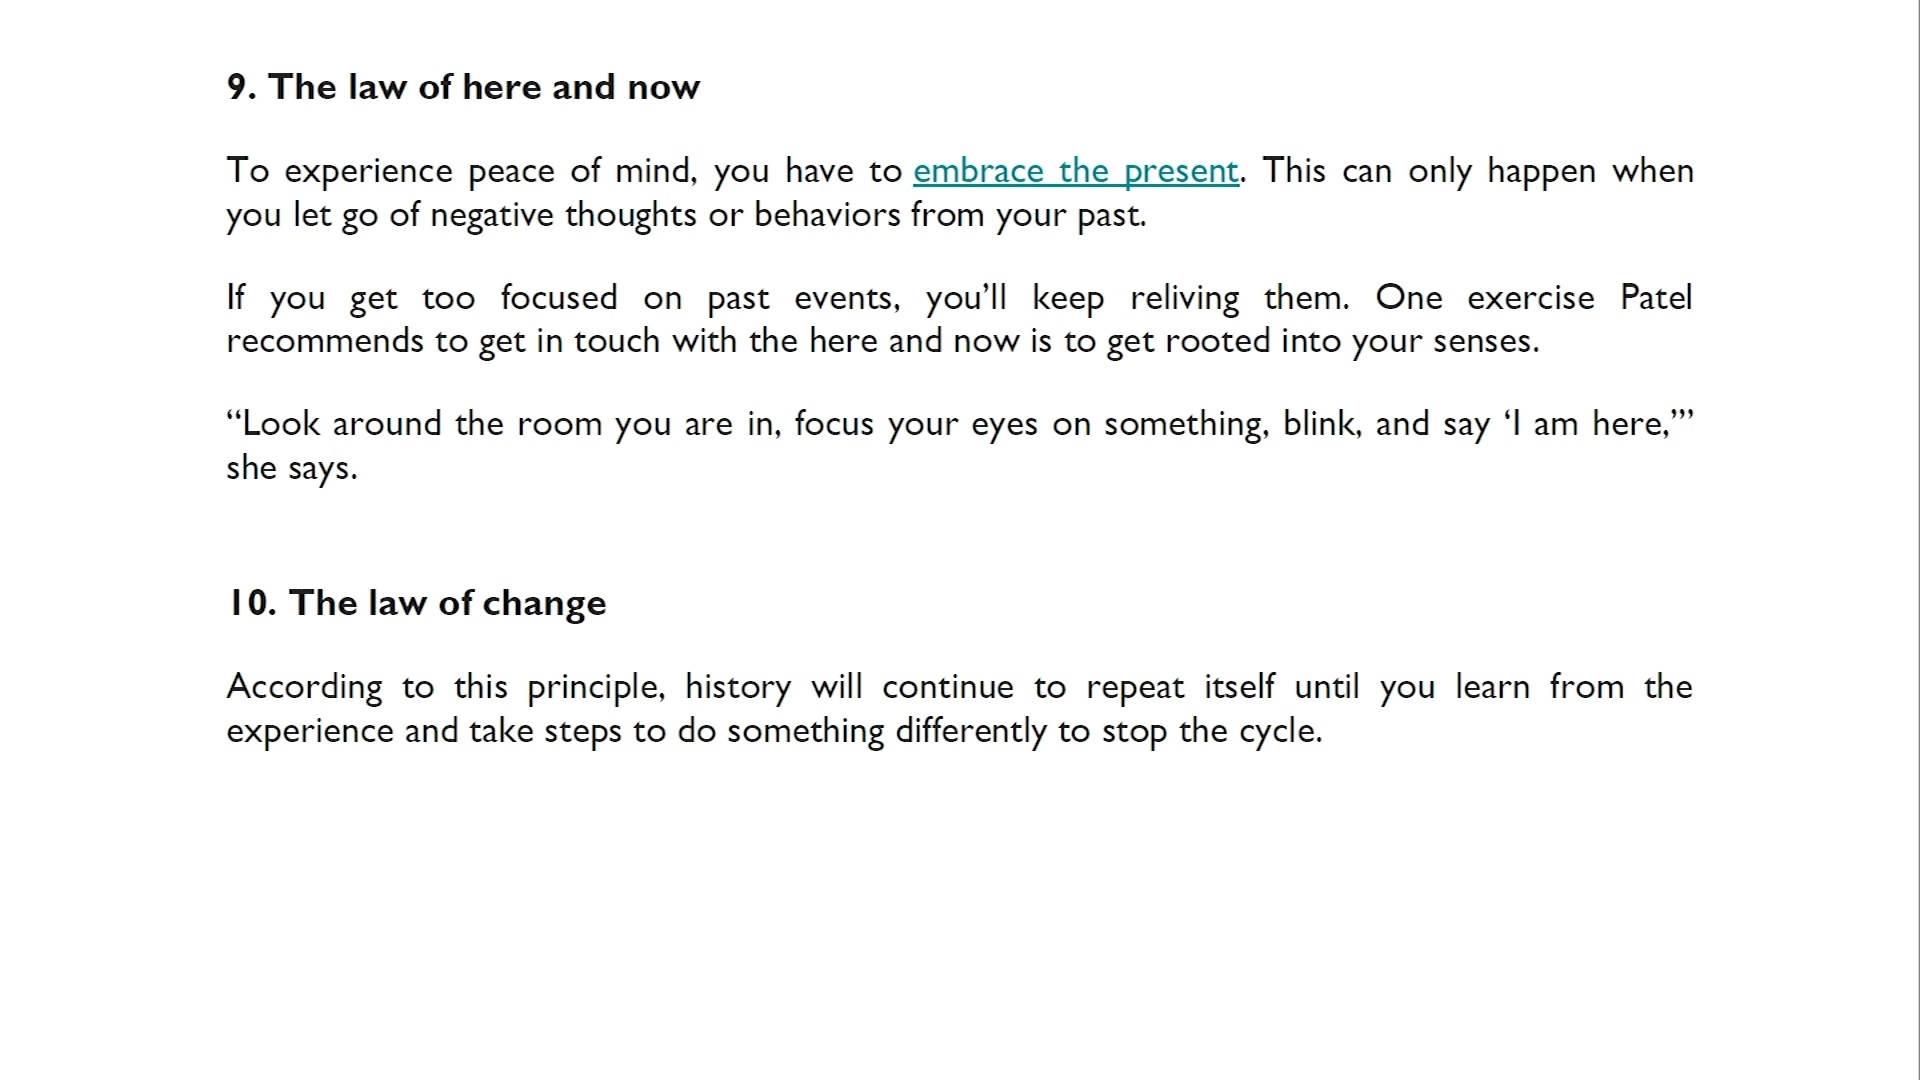 9. The law of here and now
To experience peace of mind, you have to embrace the present. This can only happen when
you let go of negative thoughts or behaviors from your past.
If you get too focused on past events, you’ll keep reliving them. One exercise Patel
recommends to get in touch with the here and now is to get rooted into your senses.
“Look around the room you are in, focus your eyes on something, blink, and say ‘I am here,’”
she says.
10. The law of change
According to this principle, history will continue to repeat itself until you learn from the
experience and take steps to do something differently to stop the cycle.